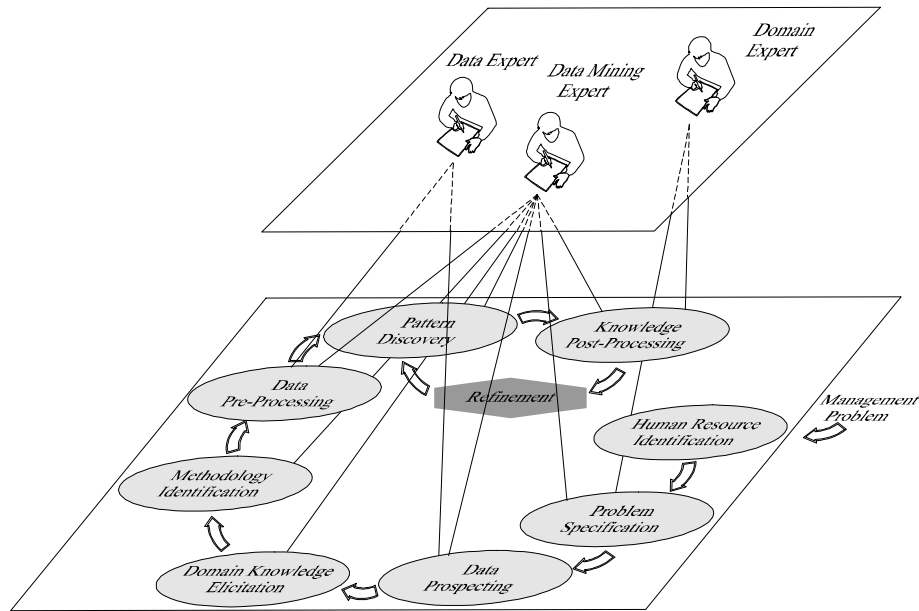 Domain
Expert
Data Expert
Data Mining
Expert
Pattern
Discovery
Knowledge
Post-Processing
Data
Pre-Processing
Refinement
Management
Problem
Human Resource
Identification
Methodology
Identification
Problem
Specification
Domain Knowledge
Elicitation
Data
Prospecting